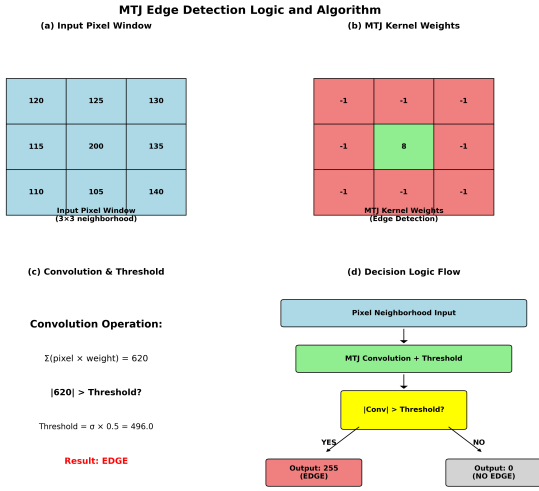 MTJ Edge Detection Logic and Algorithm
(a) Input Pixel Window
120 125 130
115 200 135
110 105 140
Input Pixel Window
(3×3 neighborhood)
(b) MTJ Kernel Weights
-1 -1 -1
-1 8 -1
-1 -1 -1
MTJ Kernel Weights
(Edge Detection)
(c) Convolution & Threshold
Convolution Operation:
Σ(pixel × weight) = 620
|620| > Threshold?
Threshold = σ × 0.5 = 496.0
Result: EDGE
(d) Decision Logic Flow
Pixel Neighborhood Input
MTJ Convolution + Threshold
|Conv| > Threshold?
YES
NO
Output: 255
(EDGE)
Output: 0
(NO EDGE)